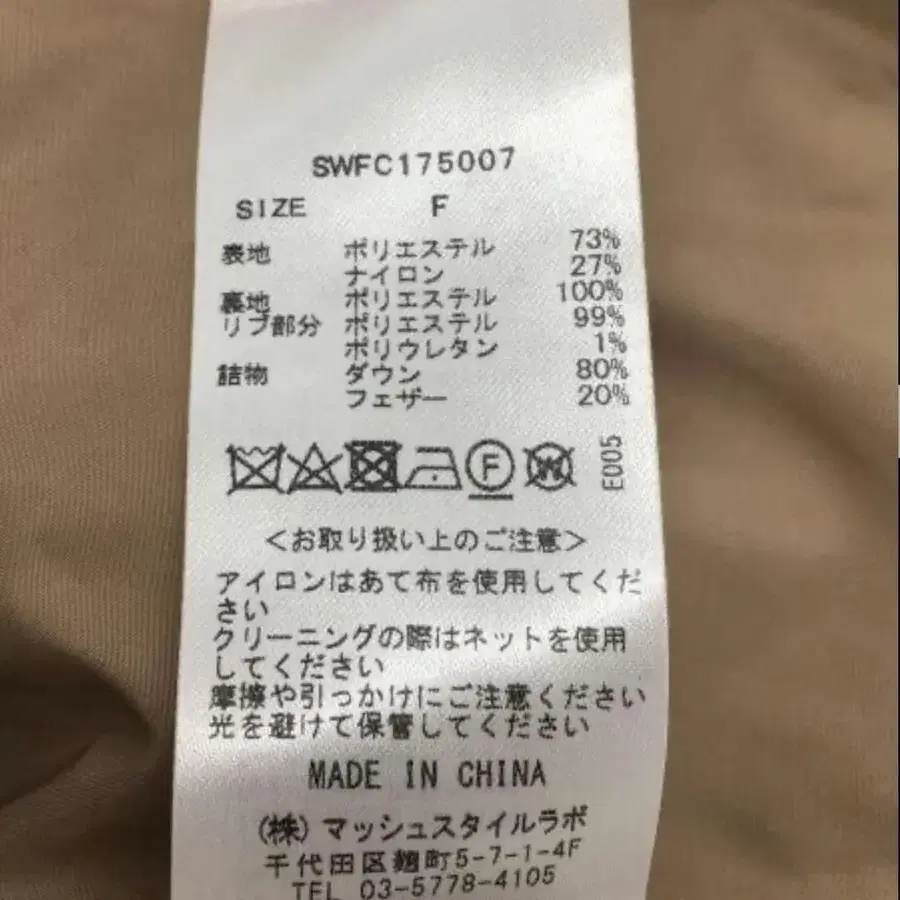 SWFC175007
SIZE F
表地 ポリエステル 73%
ナイロン 27%
裏地 ポリエステル 100%
リブ部分 ポリエステル 99%
ポリウレタン 1%
詰物 ダウン 80%
フェザー 20%
F W E005
<お取り扱い上のご注意>
アイロンはあて布を使用してくだ
さい
クリーニングの際はネットを使用
してください
摩擦や引っかけにご注意ください
光を避けて保管してください
MADE IN CHINA
(株)マッシュスタイルラボ
千代田区麹町5-7-1-4F
TEL 03-5778-4105